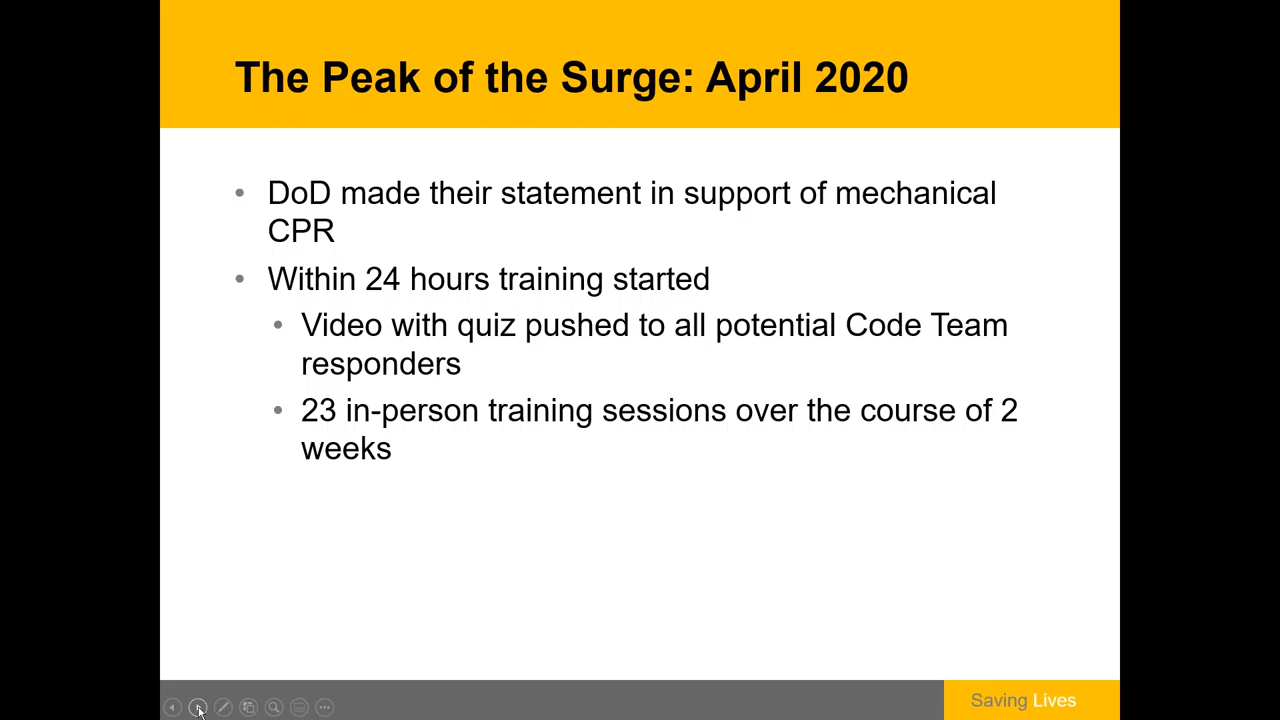 The Peak of the Surge: April 2020
• DoD made their statement in support of mechanical
CPR
• Within 24 hours training started
• Video with quiz pushed to all potential Code Team
responders
• 23 in-person training sessions over the course of 2
weeks
Saving Lives